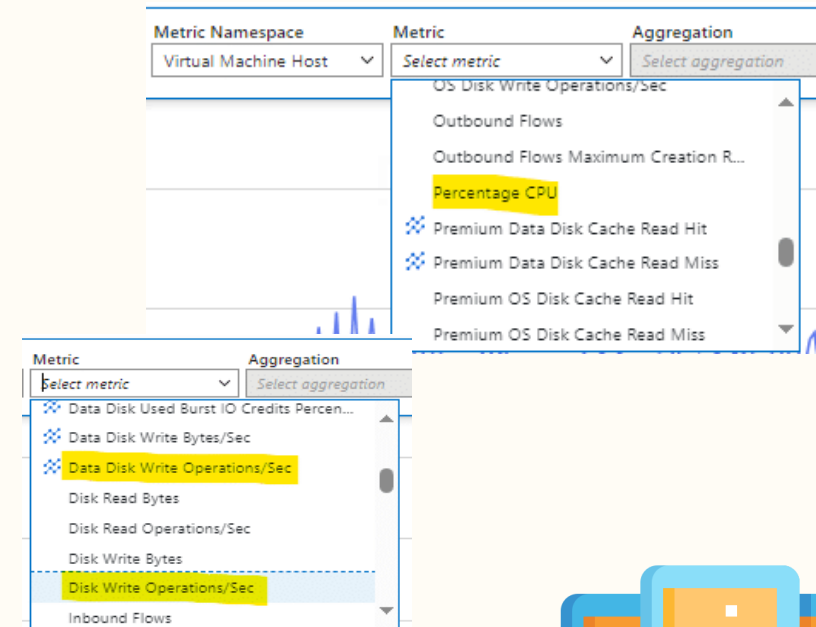 Metric Namespace
Metric
Aggregation
Virtual Machine Host
Select metric
Select aggregation
OS Disk Write Operations/Sec
Outbound Flows
Outbound Flows Maximum Creation R...
Percentage CPU
Premium Data Disk Cache Read Hit
Premium Data Disk Cache Read Miss
Premium OS Disk Cache Read Hit
Premium OS Disk Cache Read Miss
Metric
Aggregation
Select metric
Select aggregation
Data Disk Used Burst IO Credits Percen...
Data Disk Write Bytes/Sec
Data Disk Write Operations/Sec
Disk Read Bytes
Disk Read Operations/Sec
Disk Write Bytes
Disk Write Operations/Sec
Inbound Flows